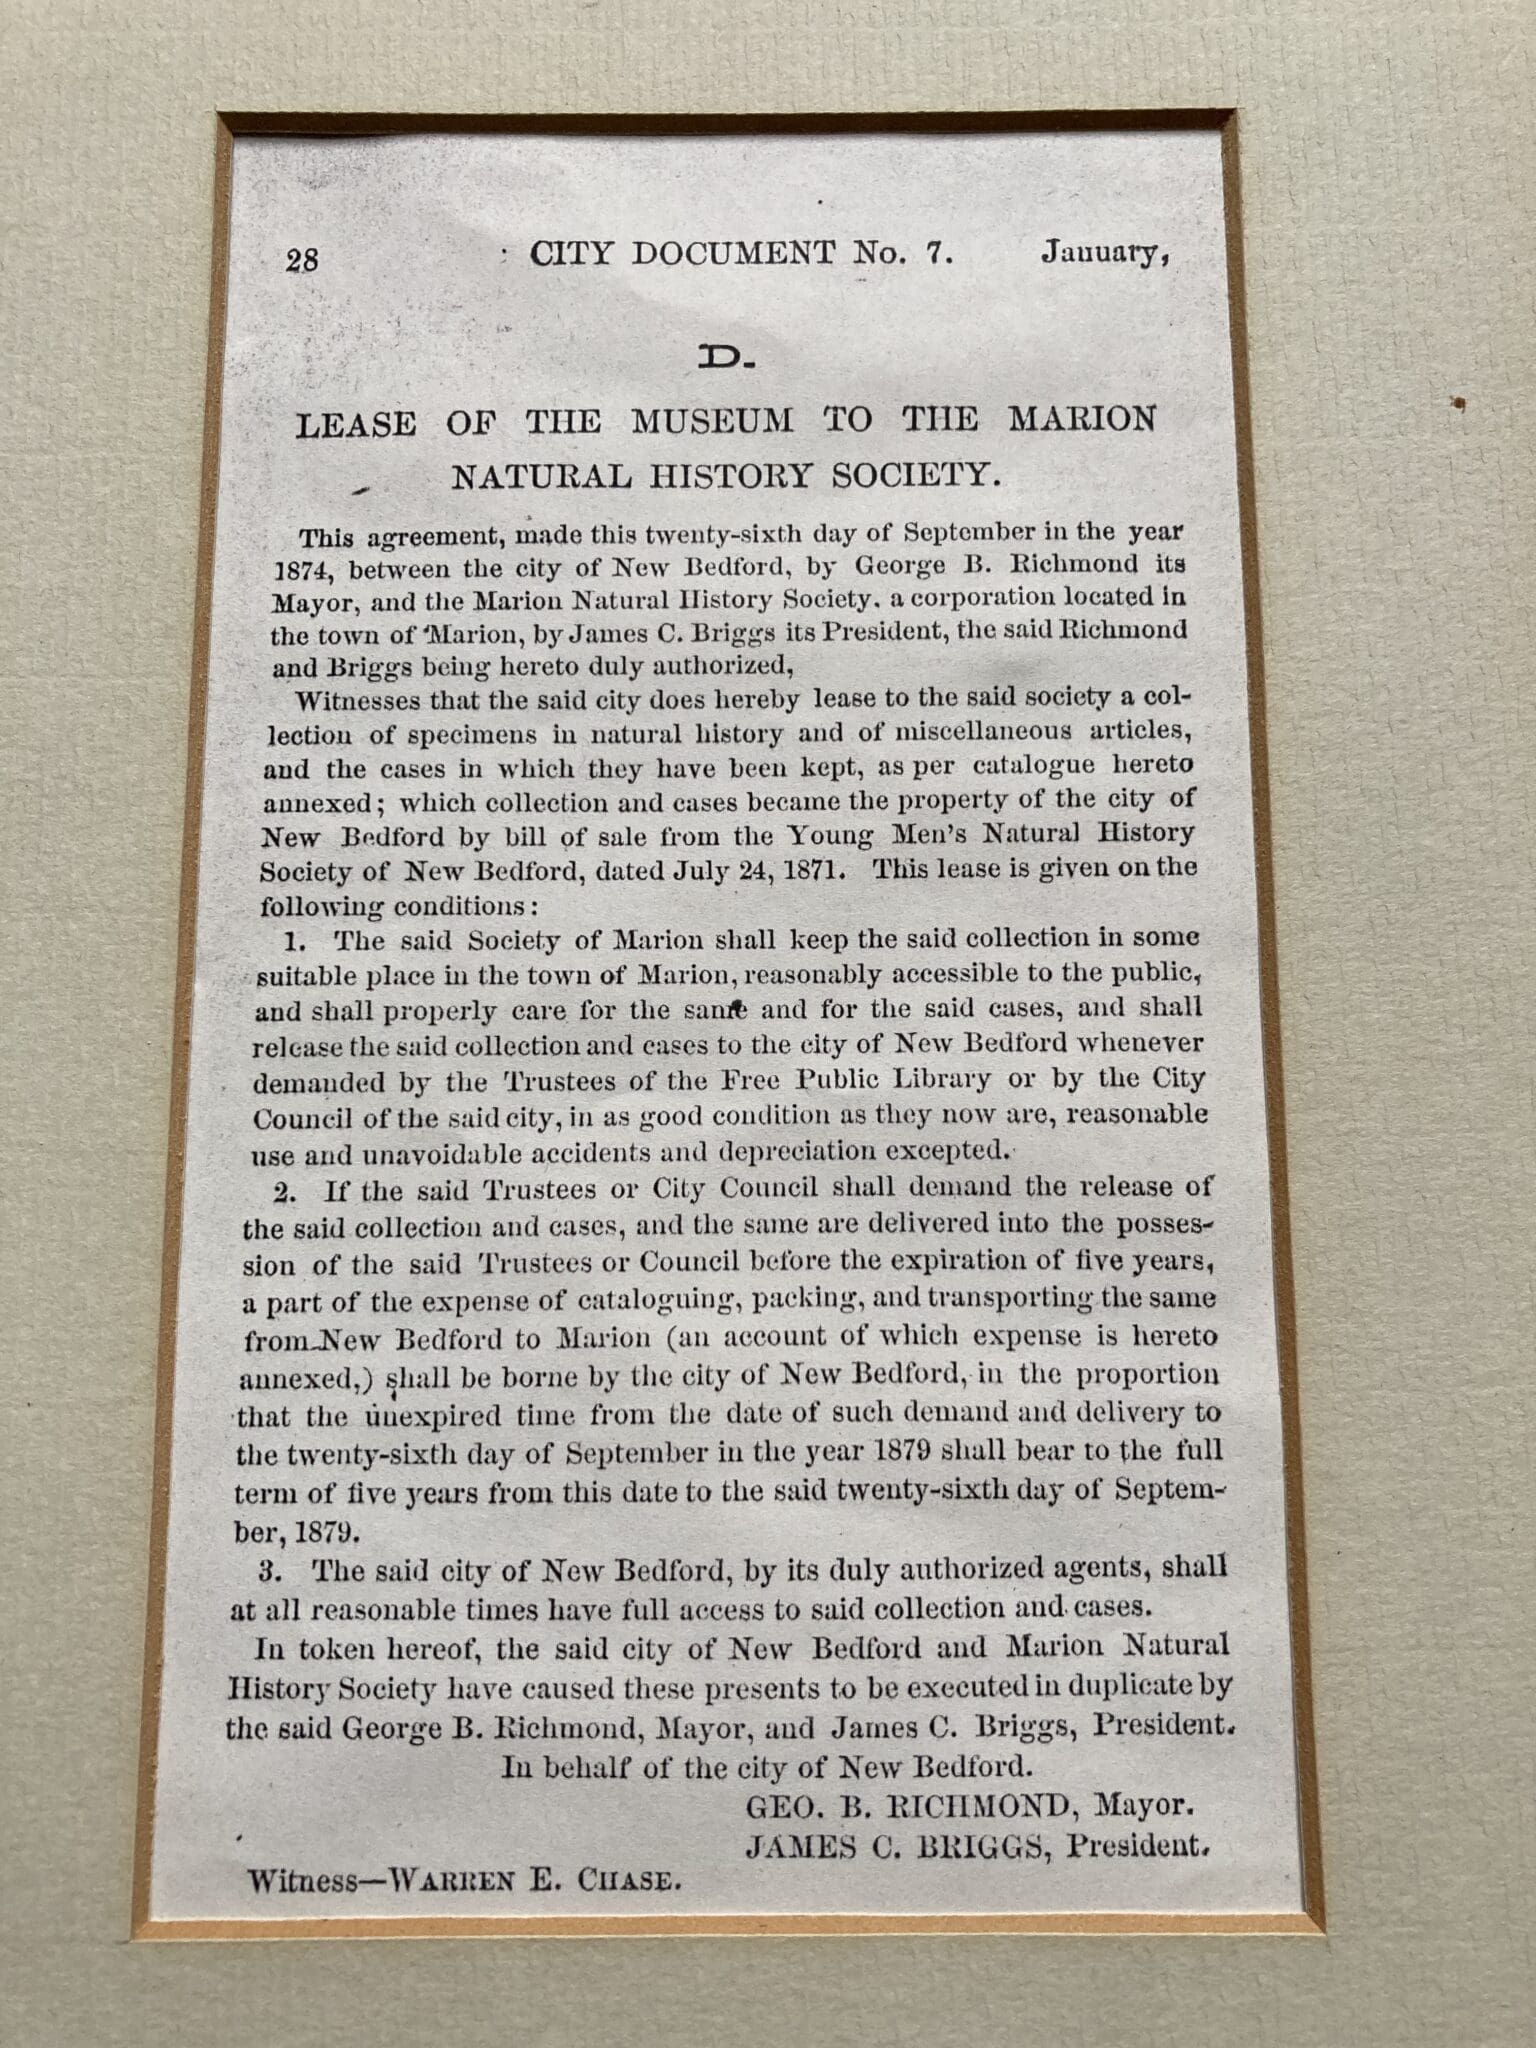 28 CITY DOCUMENT No. 7. January,
D.
LEASE OF THE MUSEUM TO THE MARION
NATURAL HISTORY SOCIETY.
This agreement, made this twenty-sixth day of September in the year
1874, between the city of New Bedford, by George B. Richmond its
Mayor, and the Marion Natural History Society. a corporation located in
the town of Marion, by James C. Briggs its President, the said Richmond
and Briggs being hereto duly authorized,
Witnesses that the said city does hereby lease to the said society a col-
lection of specimens in natural history and of miscellaneous articles,
and the cases in which they have been kept, as per catalogue hereto
annexed; which collection and cases became the property of the city of
New Bedford by bill of sale from the Young Men's Natural History
Society of New Bedford, dated July 24, 1871. This lease is given on the
following conditions:
1. The said Society of Marion shall keep the said collection in some
suitable place in the town of Marion, reasonably accessible to the public,
and shall properly care for the same and for the said cases, and shall
release the said collection and cases to the city of New Bedford whenever
demanded by the Trustees of the Free Public Library or by the City
Council of the said city, in as good condition as they now are, reasonable
use and unavoidable accidents and depreciation excepted.
2. If the said Trustees or City Council shall demand the release of
the said collection and cases, and the same are delivered into the posses-
sion of the said Trustees or Council before the expiration of five years,
a part of the expense of cataloguing, packing, and transporting the same
from New Bedford to Marion (an account of which expense is hereto
annexed,) shall be borne by the city of New Bedford, in the proportion
that the unexpired time from the date of such demand and delivery to
the twenty-sixth day of September in the year 1879 shall bear to the full
term of five years from this date to the said twenty-sixth day of Septem-
ber, 1879.
3. The said city of New Bedford, by its duly authorized agents, shall
at all reasonable times have full access to said collection and cases.
In token hereof, the said city of New Bedford and Marion Natural
History Society have caused these presents to be executed in duplicate by
the said George B. Richmond, Mayor, and James C. Briggs, President.
In behalf of the city of New Bedford.
GEO. B. RICHMOND, Mayor.
JAMES C. BRIGGS, President.
Witness—WARREN E. CHASE.